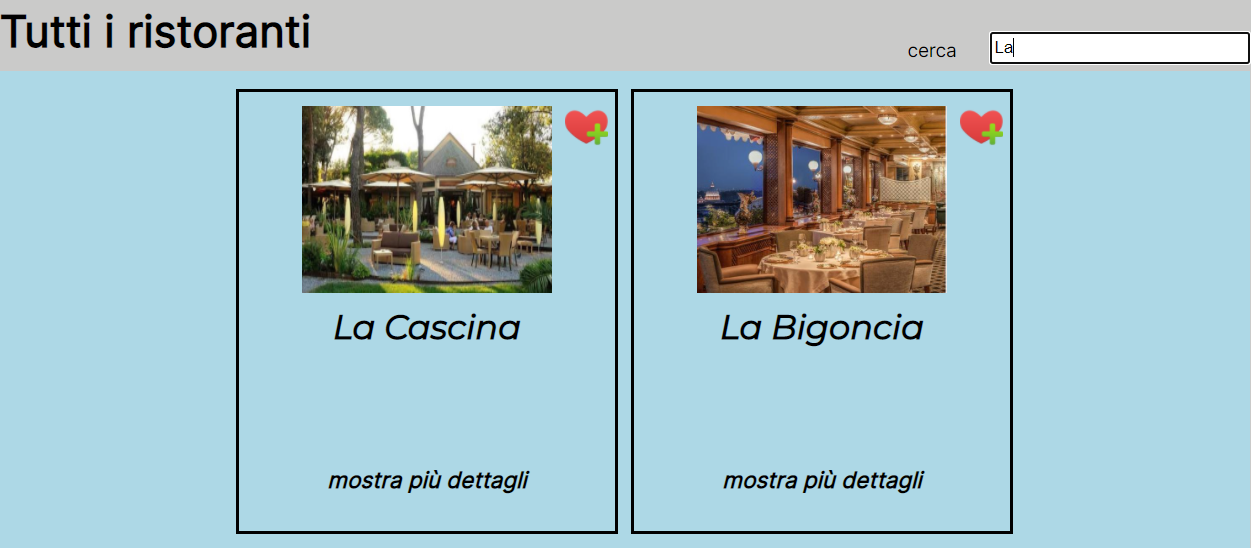 Tutti i ristoranti
cerca
La
La Cascina
La Bigoncia
mostra più dettagli
mostra più dettagli